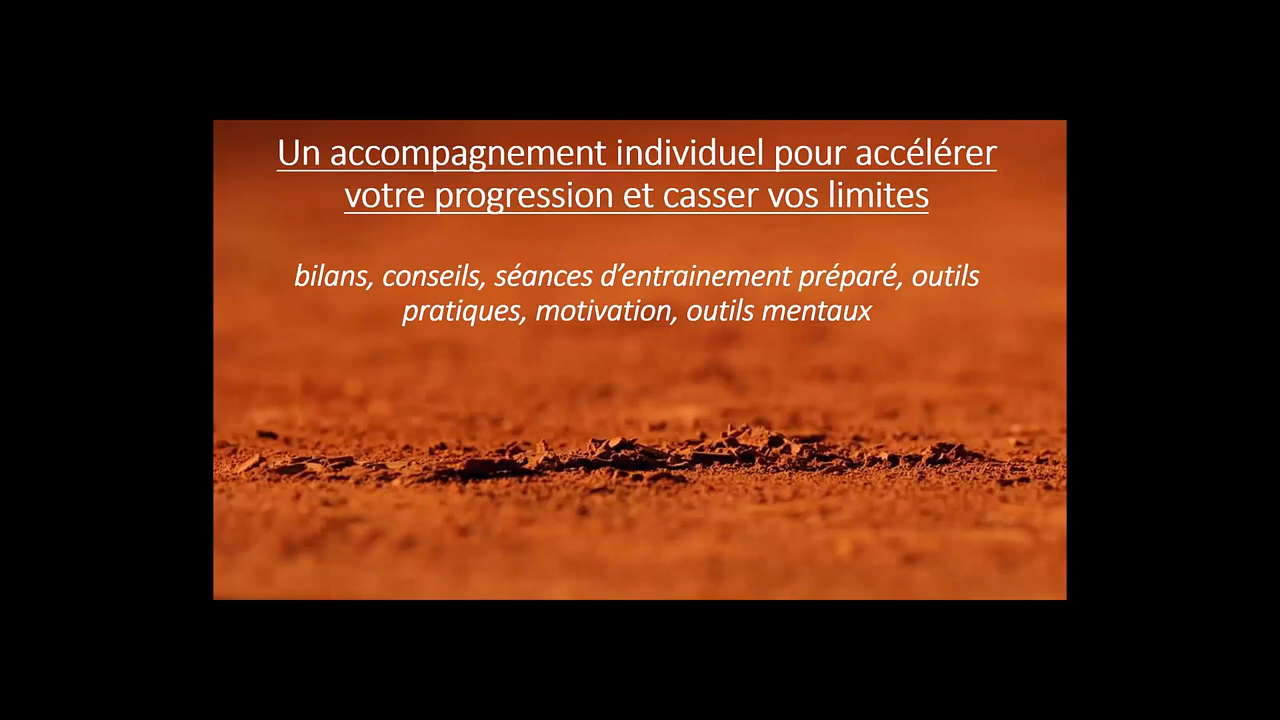 Un accompagnement individuel pour accélérer
votre progression et casser vos limites
bilans, conseils, séances d’entrainement préparé, outils
pratiques, motivation, outils mentaux